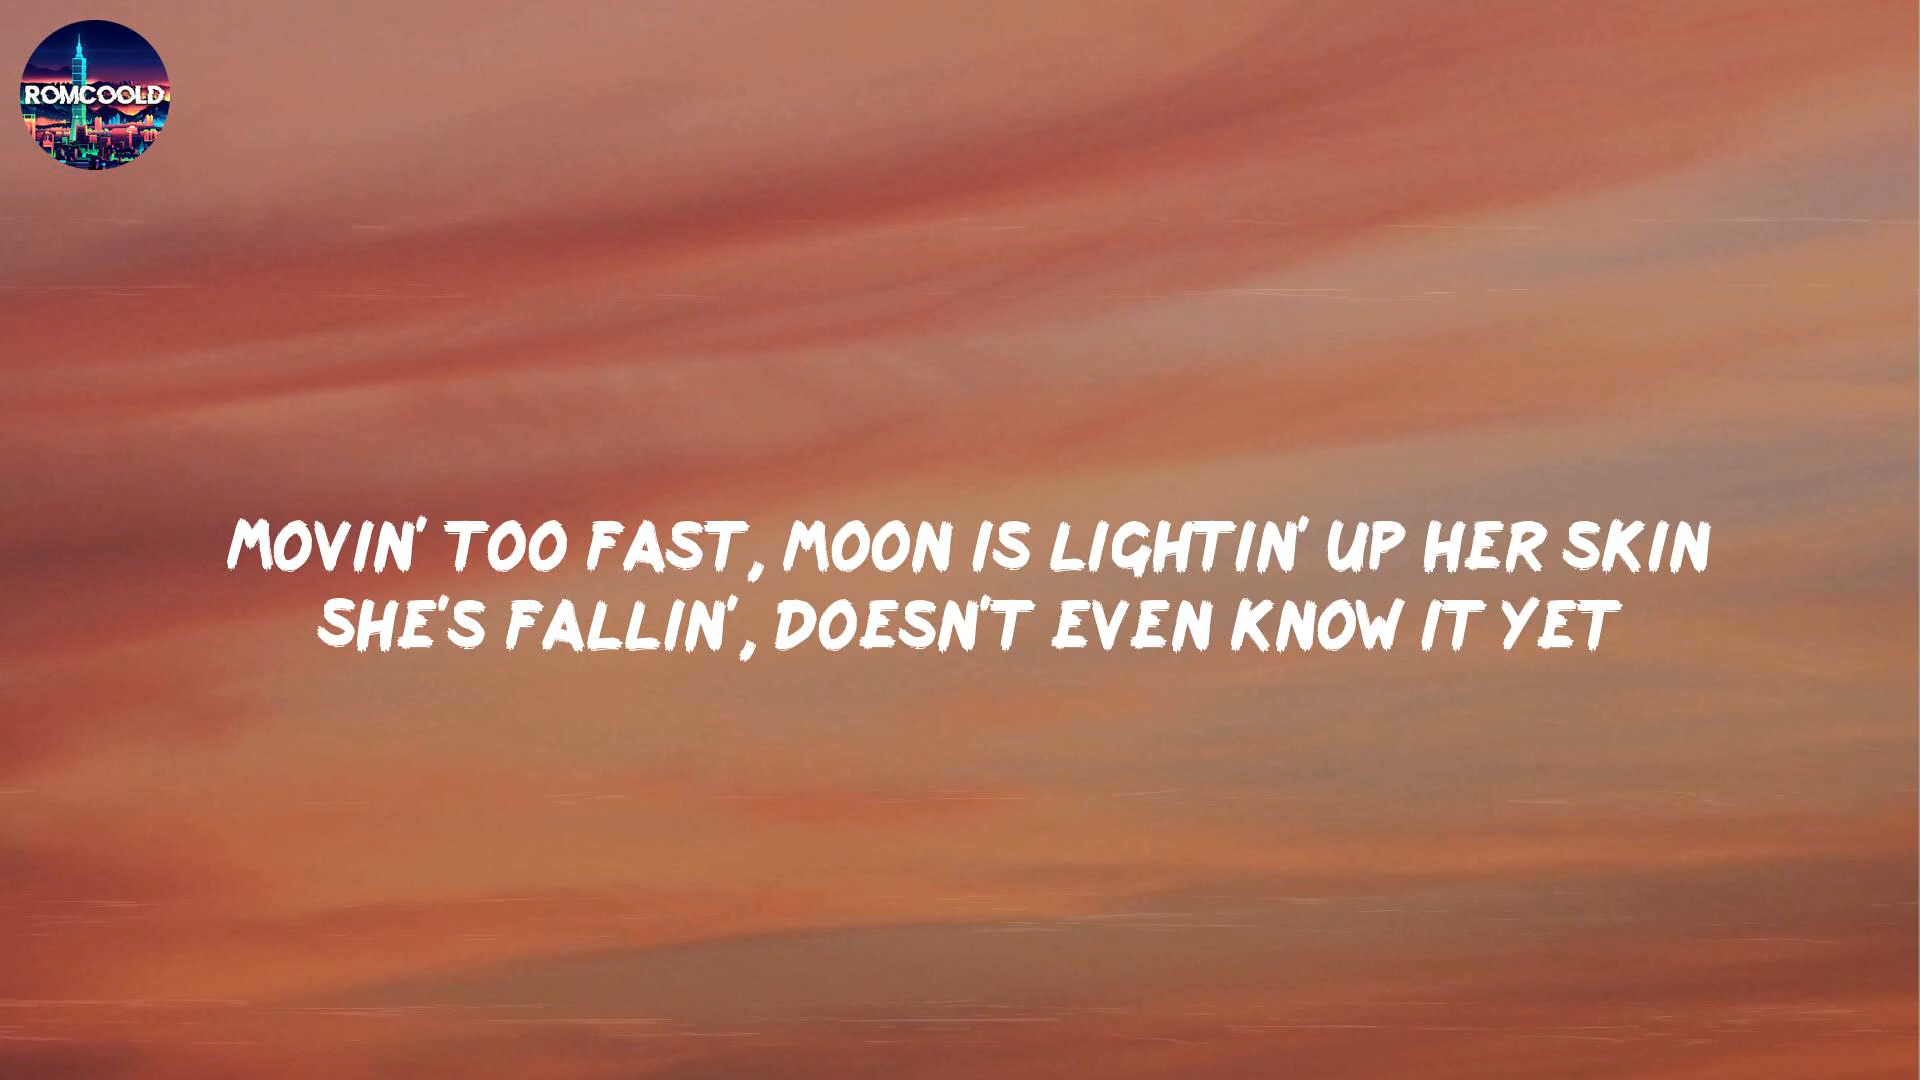 ROMCOOLD
MOVIN' TOO FAST, MOON IS LIGHTIN' UP HER SKIN
SHE'S FALLIN', DOESN'T EVEN KNOW IT YET